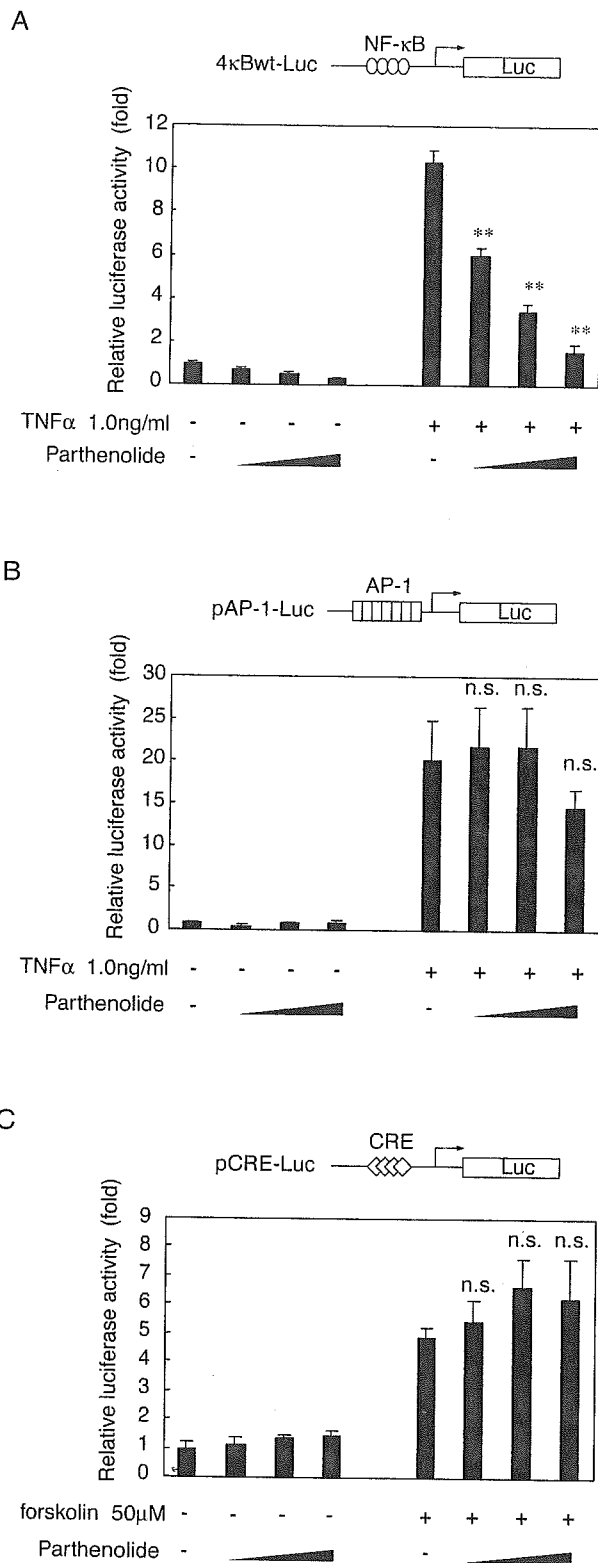 A
NF-κB
4κBwt-Luc
Luc
Relative luciferase activity (fold)
12
10
8
6
4
2
0
**
**
**
TNFα 1.0ng/ml - - - - + + + +
Parthenolide - -
B
AP-1
pAP-1-Luc
Luc
Relative luciferase activity (fold)
30
25
20
15
10
5
0
n.s. n.s.
n.s.
TNFα 1.0ng/ml - - - - + + + +
Parthenolide - -
C
CRE
pCRE-Luc
Luc
Relative luciferase activity (fold)
9
8
7
6
5
4
3
2
1
0
n.s. n.s.
n.s.
forskolin 50μM - - - - + + + +
Parthenolide - -